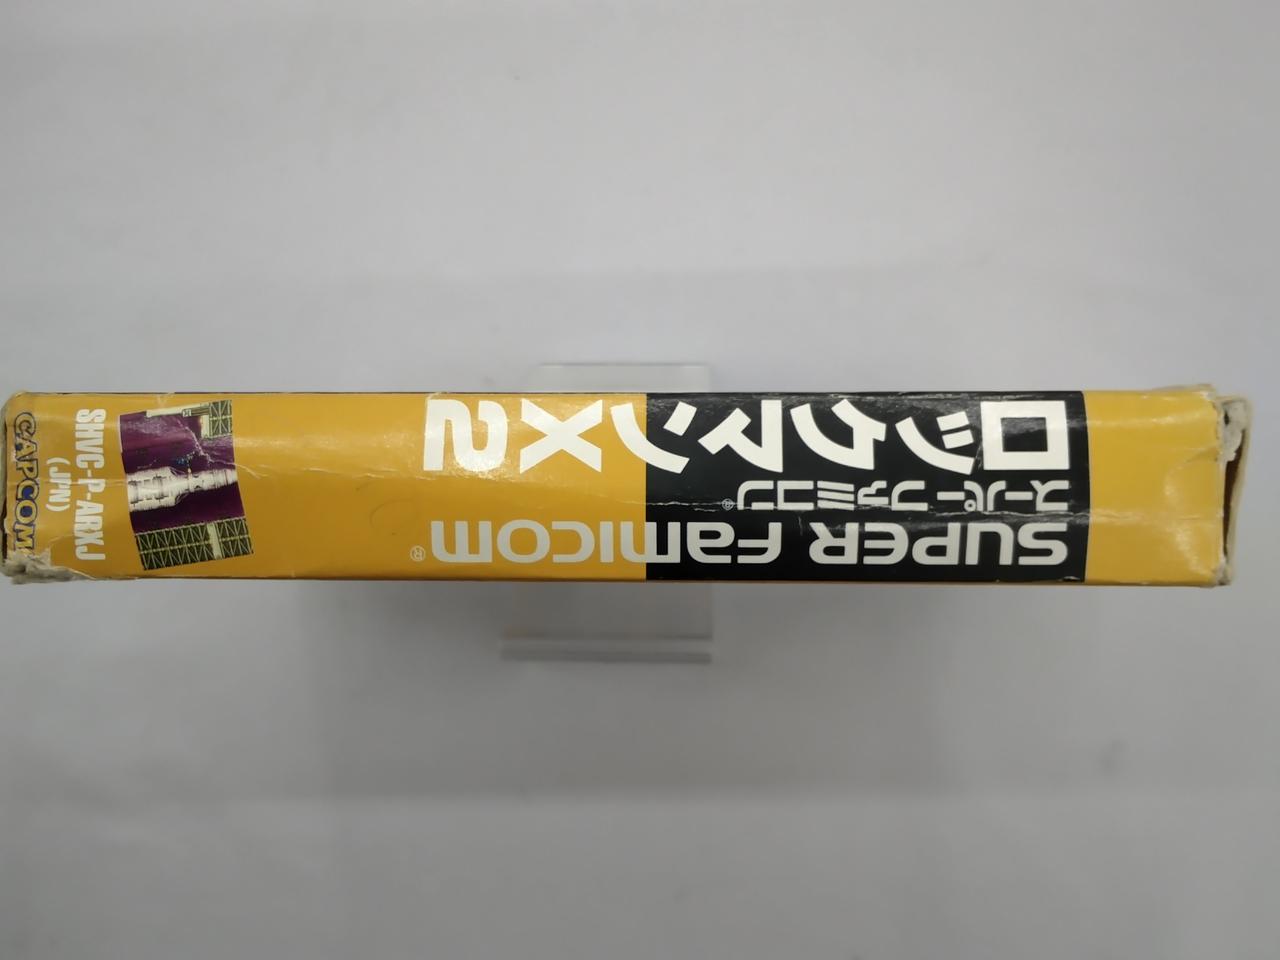 SUPER Famicom®
スーパーファミコン®
ロックマンX2
SHVC-P-ARXJ
(JPN)
CAPCOM